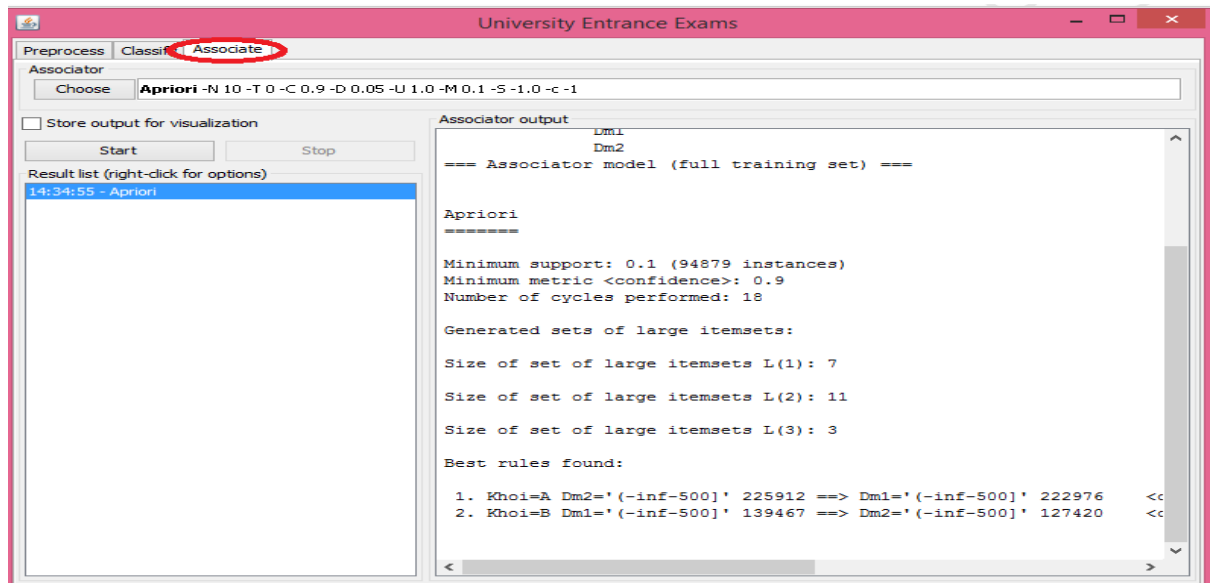 University Entrance Exams
Preprocess Classif Associate
Associator
Choose Apriori -N 10 -T 0 -C 0.9 -D 0.05 -U 1.0 -M 0.1 -S -1.0 -c -1
Store output for visualization
Start Stop
Result list (right-click for options)
14:34:55 - Apriori
Associator output
Dm1
Dm2
=== Associator model (full training set) ===
Apriori
=======
Minimum support: 0.1 (94879 instances)
Minimum metric <confidence>: 0.9
Number of cycles performed: 18
Generated sets of large itemsets:
Size of set of large itemsets L(1): 7
Size of set of large itemsets L(2): 11
Size of set of large itemsets L(3): 3
Best rules found:
1. Khoi=A Dm2='(-inf-500]' 225912 ==> Dm1='(-inf-500]' 222976 <c
2. Khoi=B Dm1='(-inf-500]' 139467 ==> Dm2='(-inf-500]' 127420 <c